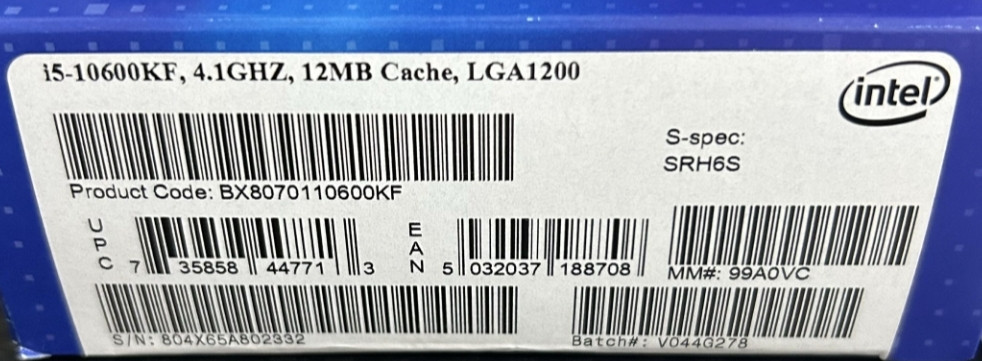 i5-10600KF, 4.1GHZ, 12MB Cache, LGA1200
intel
S-spec:
SRH6S
Product Code: BX8070110600KF
UPC 7 35858 44771 3
EAN 5 032037 188708
MM#: 99A0VC
S/N: 804X65A802332
Batch#: V044G278